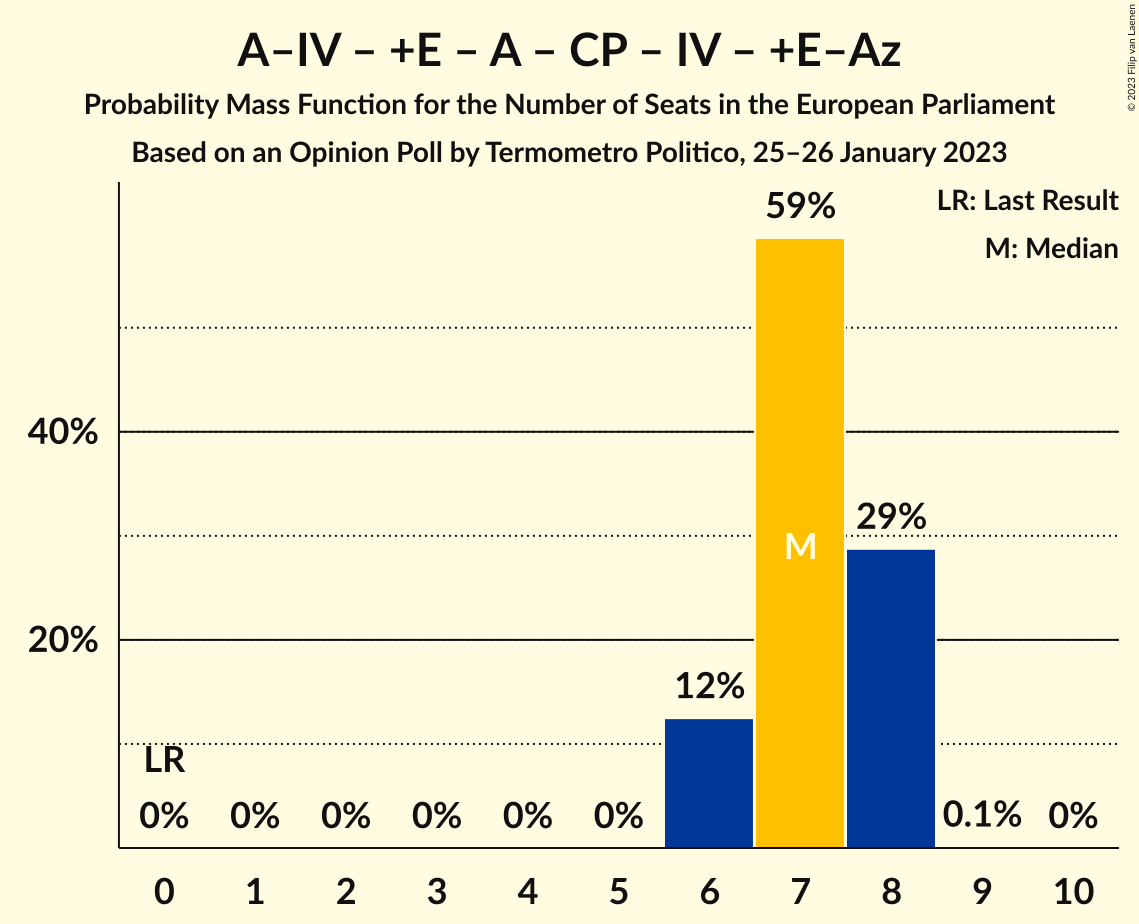 A–IV – +E – A – CP – IV – +E–Az
Probability Mass Function for the Number of Seats in the European Parliament
Based on an Opinion Poll by Termometro Politico, 25–26 January 2023
© 2023 Filip van Laenen
LR: Last Result
M: Median
59%
40%
29%
M
20%
12%
LR
0% 0% 0% 0% 0% 0% 0.1% 0%
0 1 2 3 4 5 6 7 8 9 10